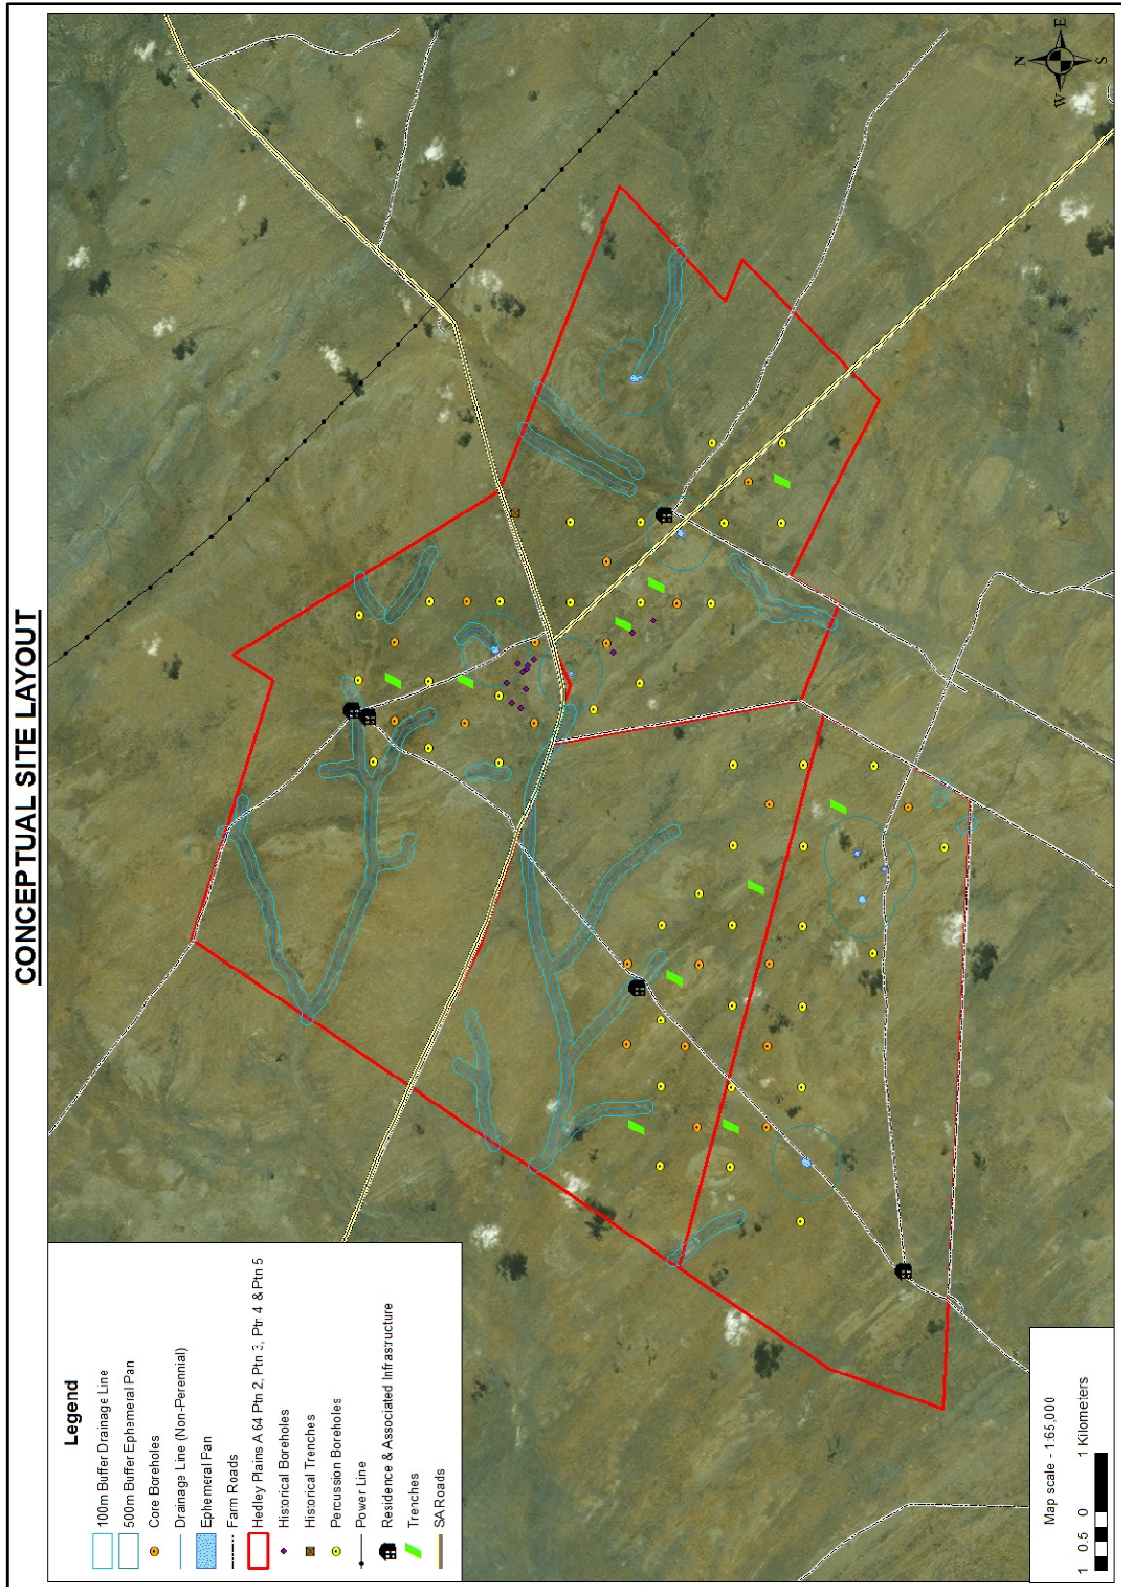 CONCEPTUAL SITE LAYOUT
N
E
S
W
Legend
100m Buffer Drainage Line
500m Buffer Ephemeral Pan
Core Boreholes
Drainage Line (Non-Perennial)
Ephemeral Pan
Farm Roads
Hedley Plains A 64 Ptn 2, Ptn 3, Ptn 4 & Ptn 5
Historical Boreholes
Historical Trenches
Percussion Boreholes
Power Line
Residence & Associated Infrastructure
Trenches
SA Roads
Map scale - 1:65,000
1 0.5 0 1 Kilometers